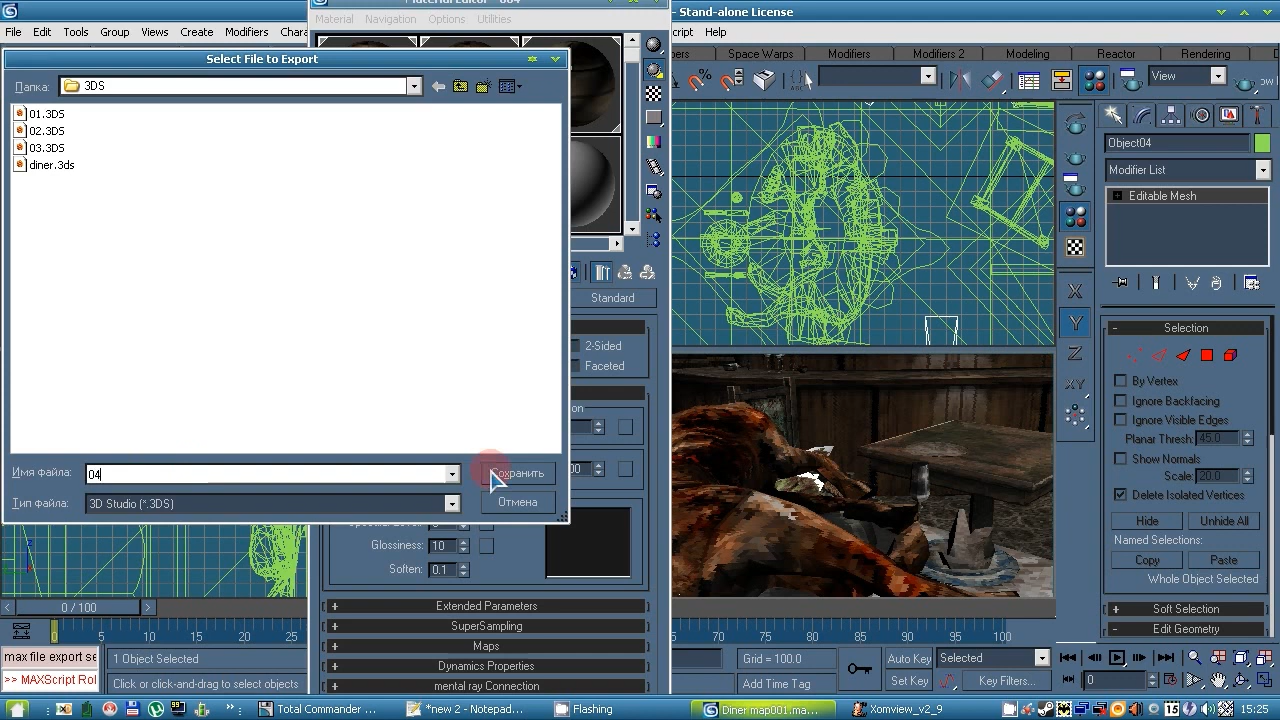 Material Editor - 004
- Stand-alone License
File Edit Tools Group Views Create Modifiers Chara
Material Navigation Options Utilities
cript Help
Select File to Export
pers Space Warps Modifiers Modifiers 2 Modeling Reactor Rendering
Папка: 3DS
View
01.3DS
02.3DS
03.3DS
diner.3ds
Object04
Modifier List
Editable Mesh
Standard
2-Sided
Faceted
Selection
By Vertex
Ignore Backfacing
Ignore Visible Edges
Planar Thresh: 45.0
Show Normals
Scale: 20.0
Delete Isolated Vertices
Hide Unhide All
Named Selections:
Copy Paste
Whole Object Selected
Soft Selection
Edit Geometry
X
Y
Z
XY
Имя файла: 04 Сохранить
Тип файла: 3D Studio (*.3DS) Отмена
Glossiness: 10
Soften: 0.1
Extended Parameters
SuperSampling
Maps
Dynamics Properties
mental ray Connection
0 / 100
0 5 10 15 20 25 70 75 80 85 90 95 100
max file export se
>> MAXScript Rol
1 Object Selected
Click or click-and-drag to select objects
Grid = 100.0
Add Time Tag
Auto Key Selected
Set Key Key Filters...
0
Total Commander ... *new 2 - Notepad... Flashing Diner map001.ma... Xomview_v2_9 15:25